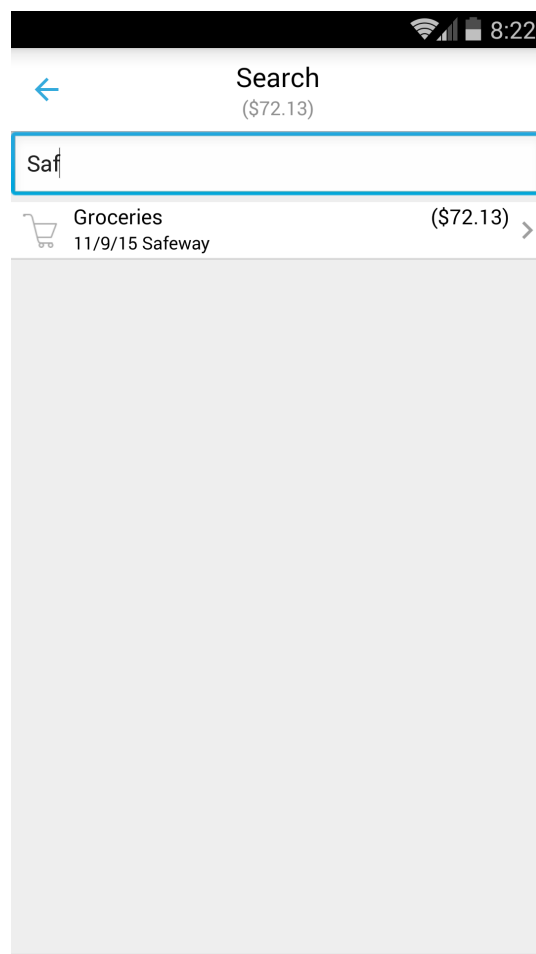 8:22
Search
($72.13)
Saf
Groceries ($72.13)
11/9/15 Safeway